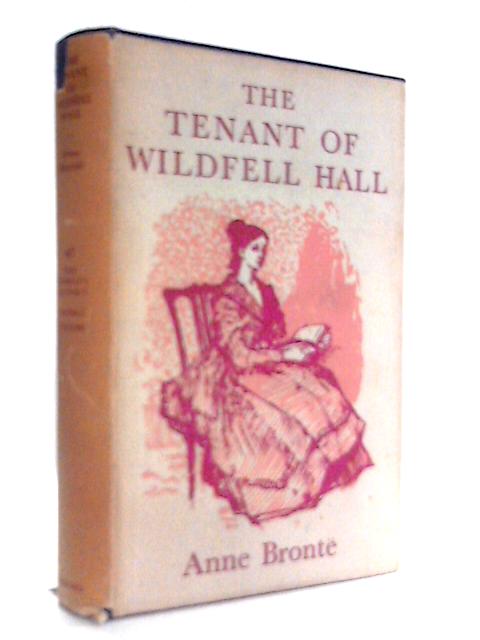 THE
TENANT OF
WILDFELL HALL
Anne Brontë